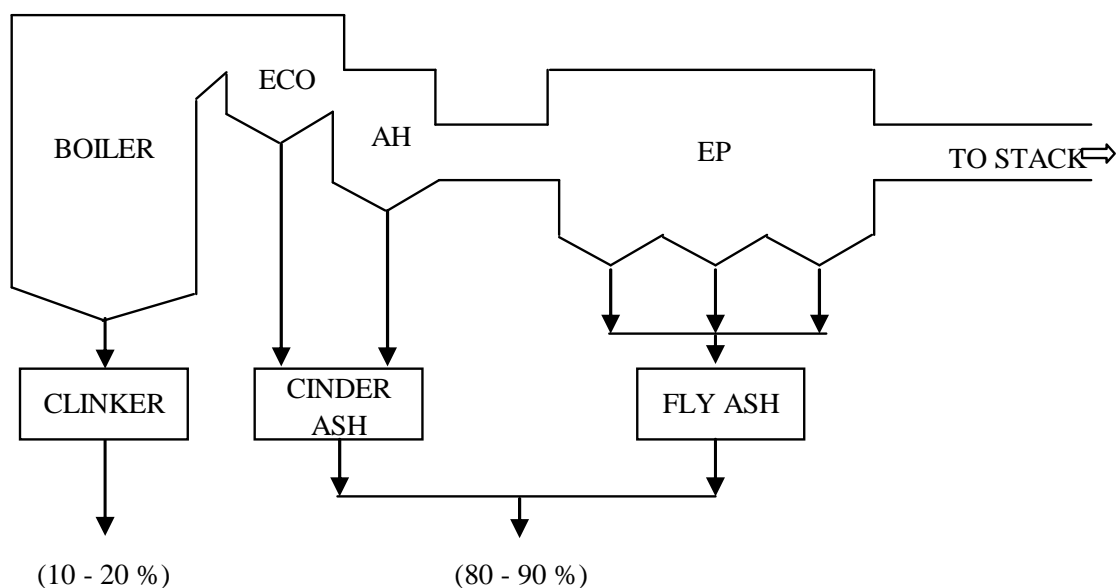 ECO
AH
BOILER
EP
TO STACK
CLINKER
CINDER
ASH
FLY ASH
(10 - 20 %)
(80 - 90 %)